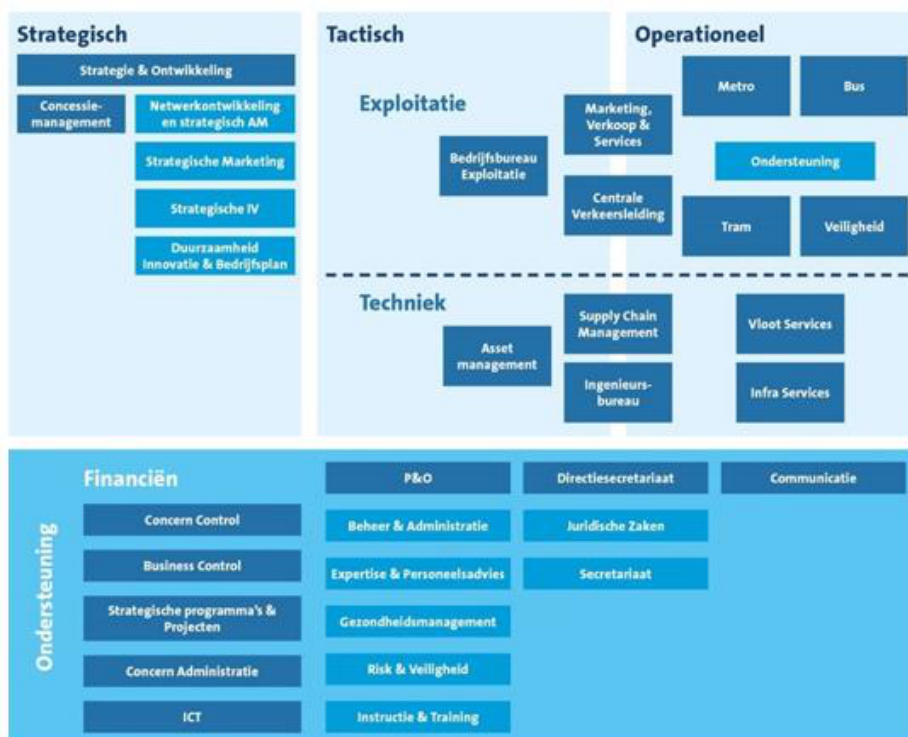 Strategisch
Strategie & Ontwikkeling
Concessie-
management
Netwerkontwikkeling
en strategisch AM
Strategische Marketing
Strategische IV
Duurzaamheid
Innovatie & Bedrijfsplan
Tactisch
Operationeel
Exploitatie
Bedrijfsbureau
Exploitatie
Marketing,
Verkoop &
Services
Centrale
Verkeersleiding
Metro
Bus
Ondersteuning
Tram
Veiligheid
Techniek
Asset
management
Supply Chain
Management
Ingenieurs-
bureau
Vloot Services
Infra Services
Ondersteuning
Financiën
Concern Control
Business Control
Strategische programma's &
Projecten
Concern Administratie
ICT
P&O
Beheer & Administratie
Expertise & Personeelsadvies
Gezondheidsmanagement
Risk & Veiligheid
Instructie & Training
Directiesecretariaat
Juridische Zaken
Secretariaat
Communicatie